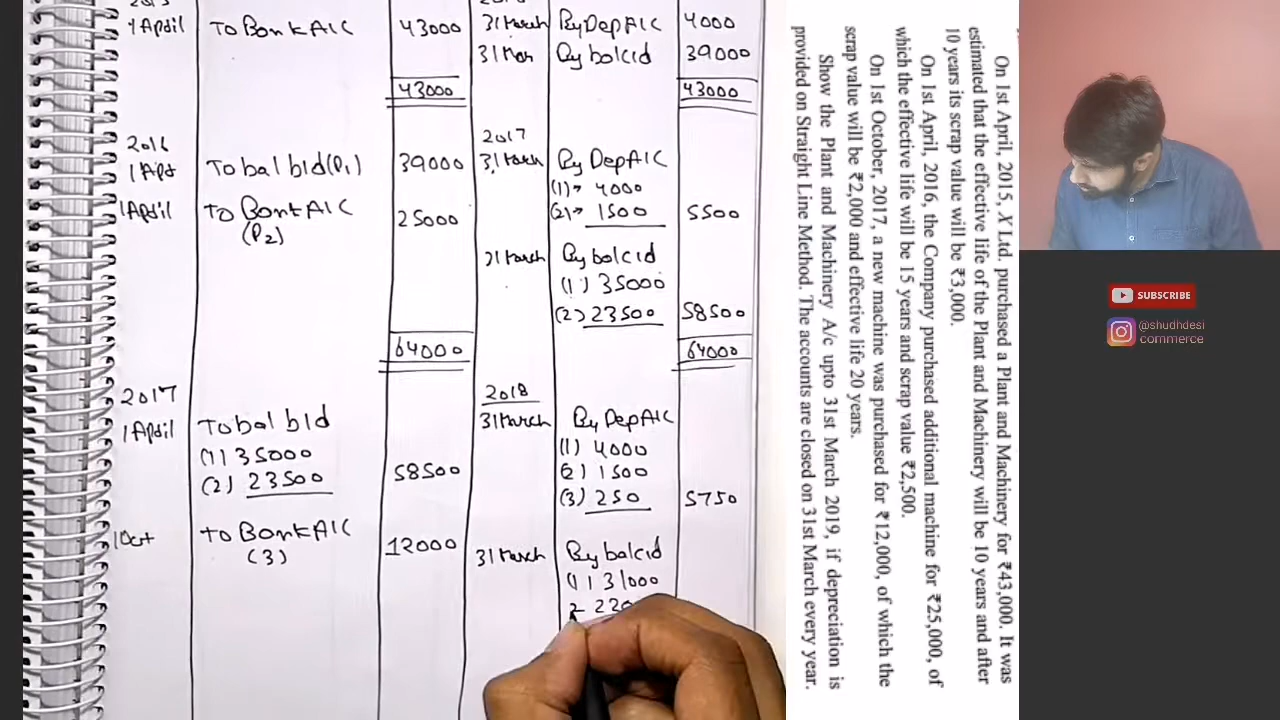 1 April To Bank A/C 43000 31 March By Dep A/C 4000
31 Mar By bal c/d 39000
43000 43000
2016 2017
1 Apr To bal b/d (P1) 39000 31 March By Dep A/C
(1)→ 4000
1 April To Bank A/C 25000 (2)→ 1500 5500
(P2)
31 March By bal c/d
(1) 35000
(2) 23500 58500
64000 64000
2017 2018
1 April To bal b/d 31 March By Dep A/C
(1) 35000 (1) 4000
(2) 23500 58500 (2) 1500
(3) 250 5750
1 Oct To Bank A/C 12000 31 March By bal c/d
(3) (1) 31000
2 220
On 1st April, 2015, X Ltd. purchased a Plant and Machinery for ₹43,000. It was
estimated that the effective life of the Plant and Machinery will be 10 years and after
10 years its scrap value will be ₹3,000.
On 1st April, 2016, the Company purchased additional machine for ₹25,000, of
which the effective life will be 15 years and scrap value ₹2,500.
On 1st October, 2017, a new machine was purchased for ₹12,000, of which the
scrap value will be ₹2,000 and effective life 20 years.
Show the Plant and Machinery A/c upto 31st March 2019, if depreciation is
provided on Straight Line Method. The accounts are closed on 31st March every year.
SUBSCRIBE
@shudhdesi
commerce